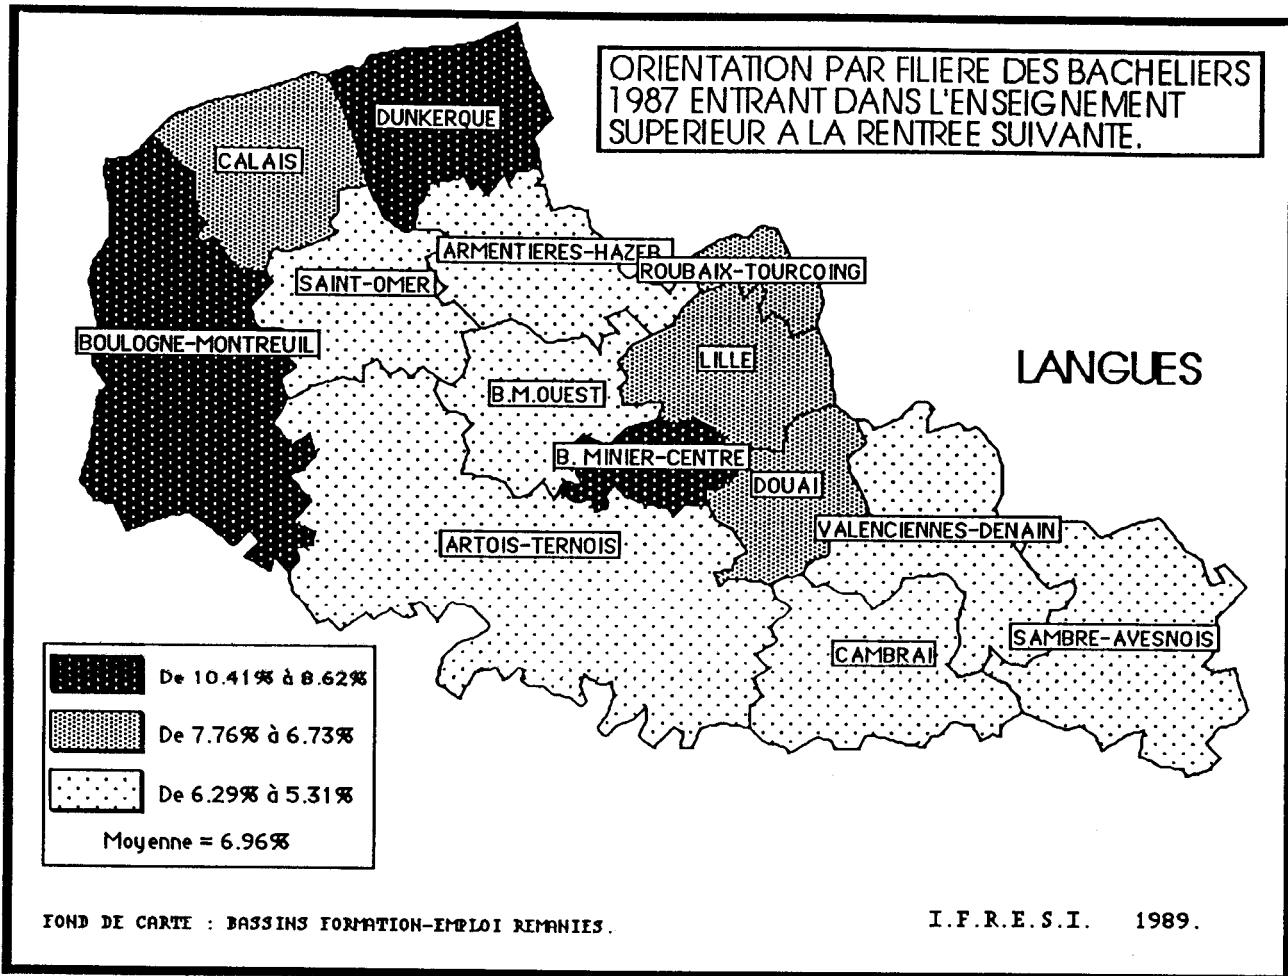 ORIENTATION PAR FILIERE DES BACHELIERS
1987 ENTRANT DANS L'ENSEIGNEMENT
SUPERIEUR A LA RENTREE SUIVANTE.
DUNKERQUE
CALAIS
ARMENTIERES-HAZEB.
ROUBAIX-TOURCOING
SAINT-OMER
BOULOGNE-MONTREUIL
LILLE
LANGUES
B.M.OUEST
B. MINIER-CENTRE
DOUAI
VALENCIENNES-DENAIN
ARTOIS-TERNOIS
SAMBRE-AVESNOIS
CAMBRAI
De 10.41% à 8.62%
De 7.76% à 6.73%
De 6.29% à 5.31%
Moyenne = 6.96%
FOND DE CARTE : BASSINS FORMATION-EMPLOI REMANIES.
I.F.R.E.S.I. 1989.